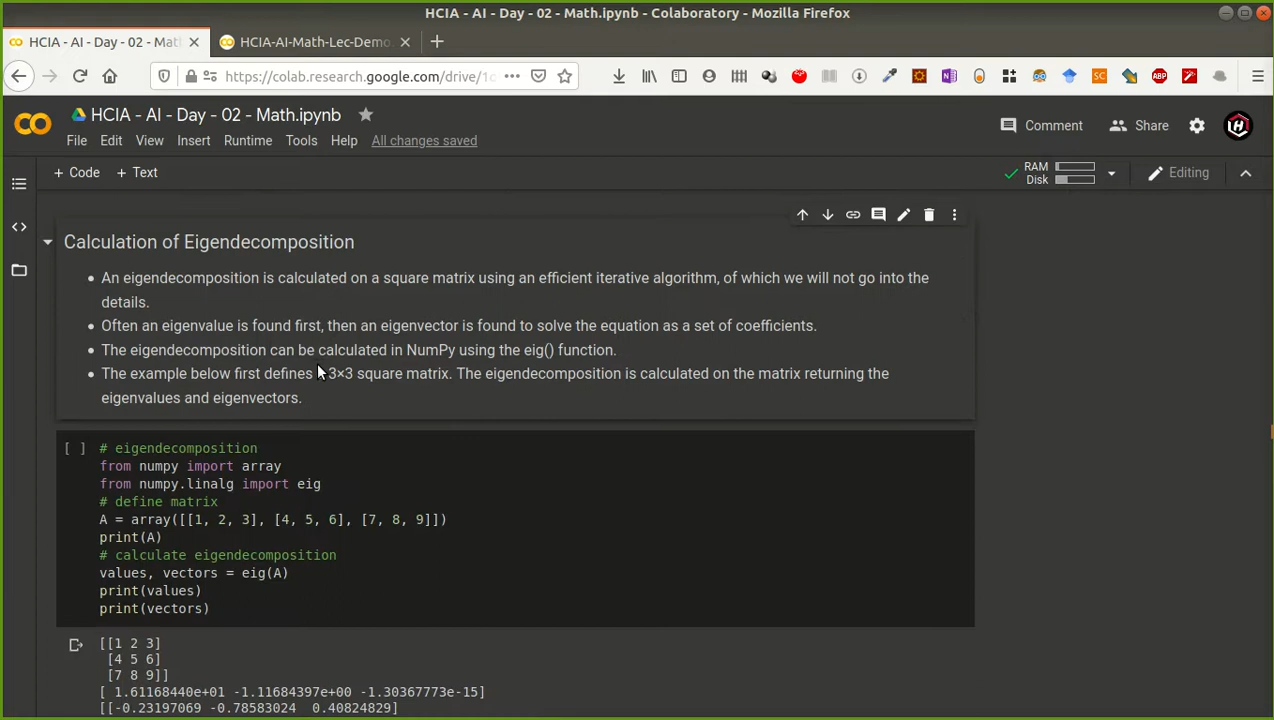 HCIA - AI - Day - 02 - Math.ipynb - Colaboratory - Mozilla Firefox
HCIA - AI - Day - 02 - Mat
HCIA-AI-Math-Lec-Demo.
https://colab.research.google.com/drive/1
HCIA - AI - Day - 02 - Math.ipynb
Comment
Share
File Edit View Insert Runtime Tools Help All changes saved
+ Code + Text
RAM
Disk
Editing
Calculation of Eigendecomposition
• An eigendecomposition is calculated on a square matrix using an efficient iterative algorithm, of which we will not go into the
details.
• Often an eigenvalue is found first, then an eigenvector is found to solve the equation as a set of coefficients.
• The eigendecomposition can be calculated in NumPy using the eig() function.
• The example below first defines 3×3 square matrix. The eigendecomposition is calculated on the matrix returning the
eigenvalues and eigenvectors.
[ ] # eigendecomposition
from numpy import array
from numpy.linalg import eig
# define matrix
A = array([[1, 2, 3], [4, 5, 6], [7, 8, 9]])
print(A)
# calculate eigendecomposition
values, vectors = eig(A)
print(values)
print(vectors)
[[1 2 3]
[4 5 6]
[7 8 9]]
[ 1.61168440e+01 -1.11684397e+00 -1.30367773e-15]
[[-0.23197069 -0.78583024 0.40824829]